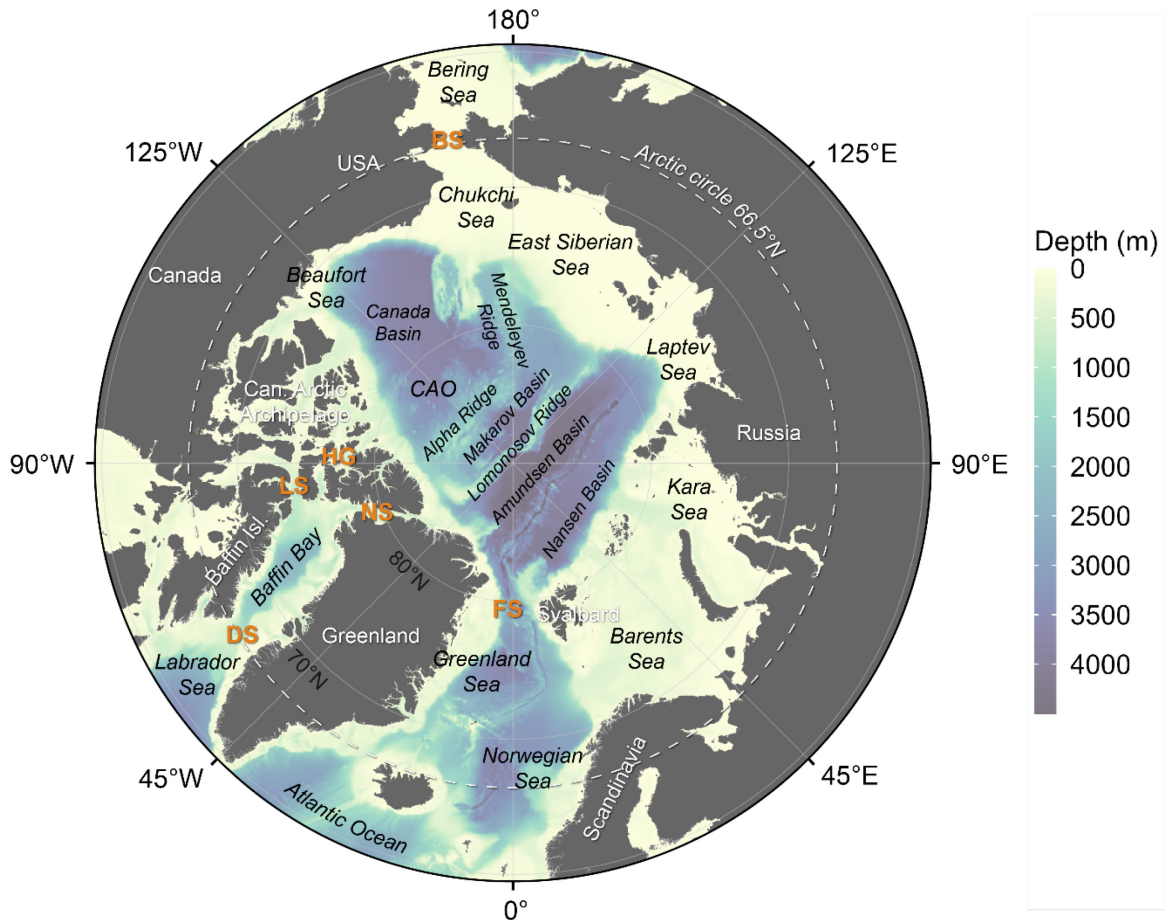 180°
Bering
Sea
BS
125°W
USA
Arctic circle 66.5°N
125°E
Chukchi
Sea
East Siberian
Sea
Depth (m)
0
500
1000
1500
2000
2500
3000
3500
4000
Canada
Beaufort
Sea
Canada
Basin
Mendeleyev
Ridge
Laptev
Sea
CAO
Can. Arctic
Archipelage
Alpha Ridge
Makarov Basin
Lomonosov Ridge
Amundsen Basin
Nansen Basin
Russia
90°W
HG
LS
NS
90°E
Kara
Sea
Baffin Isl.
Baffin Bay
80°N
FS
Svalbard
DS
Greenland
Barents
Sea
Labrador
Sea
70°N
Greenland
Sea
Norwegian
Sea
45°W
45°E
Scandinavia
Atlantic Ocean
0°